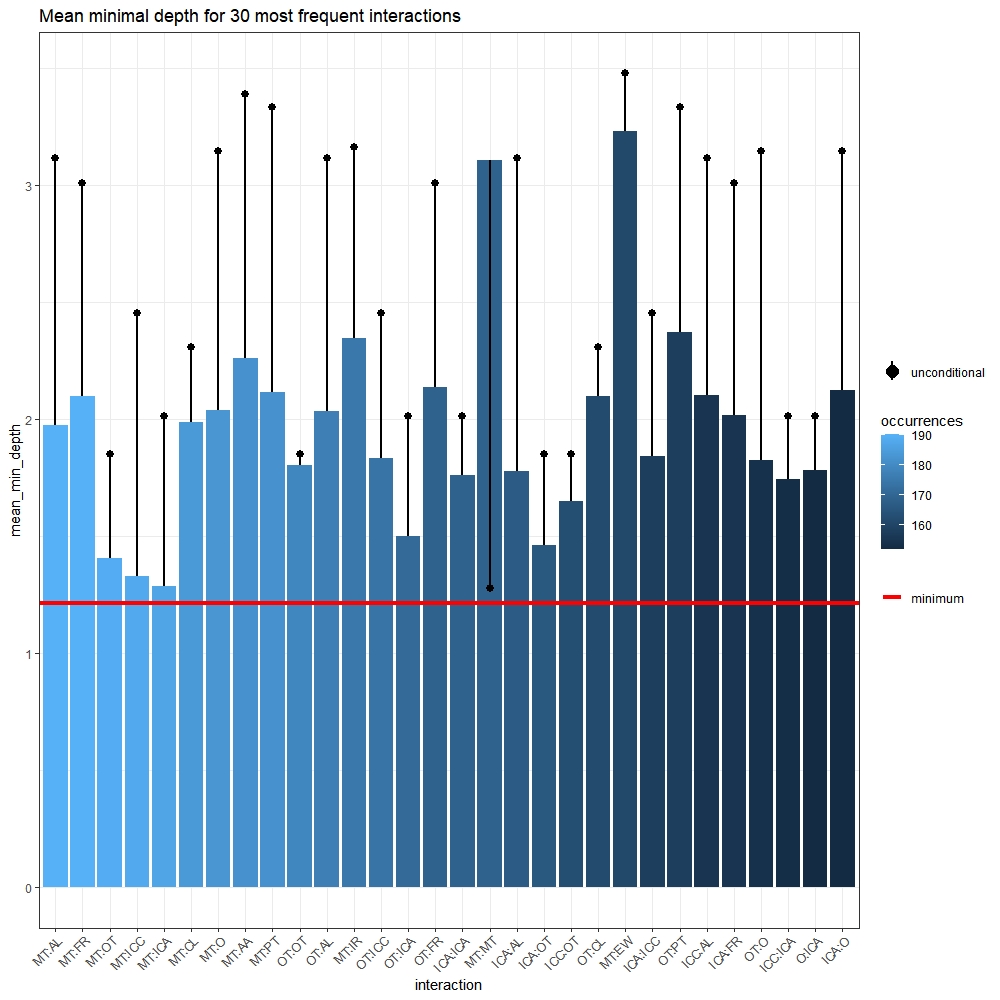 Mean minimal depth for 30 most frequent interactions
mean_min_depth
3
2
1
0
MT:AL
MT:FR
MT:OT
MT:ICC
MT:ICA
MT:CL
MT:O
MT:AA
MT:PT
OT:OT
OT:AL
MT:IR
OT:ICC
OT:ICA
OT:FR
ICA:ICA
MT:MT
ICA:AL
ICA:OT
ICC:OT
OT:CL
MT:EW
ICA:ICC
OT:PT
ICC:AL
ICA:FR
OT:O
ICC:ICA
O:ICA
ICA:O
interaction
unconditional
occurrences
190
180
170
160
minimum